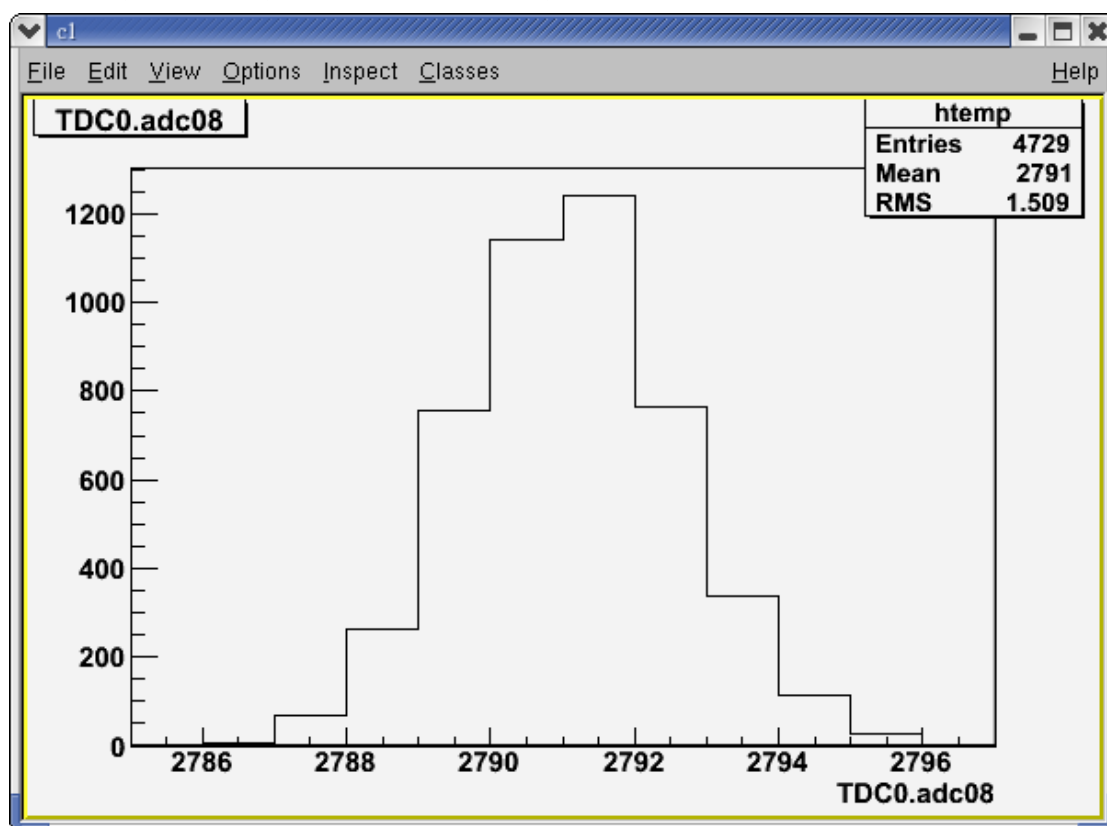 c1
File Edit View Options Inspect Classes Help
TDC0.adc08
htemp
Entries 4729
Mean 2791
RMS 1.509
1200
1000
800
600
400
200
0
2786 2788 2790 2792 2794 2796
TDC0.adc08